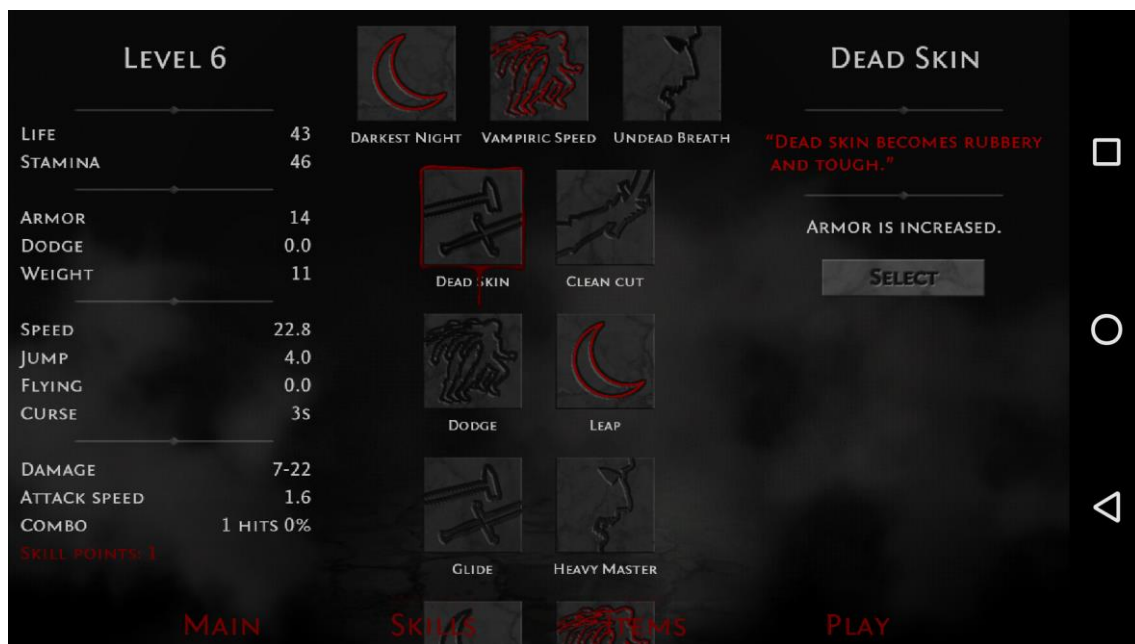 LEVEL 6
LIFE 43
STAMINA 46
ARMOR 14
DODGE 0.0
WEIGHT 11
SPEED 22.8
JUMP 4.0
FLYING 0.0
CURSE 3S
DAMAGE 7-22
ATTACK SPEED 1.6
COMBO 1 HITS 0%
SKILL POINTS: 1
DARKEST NIGHT VAMPIRIC SPEED UNDEAD BREATH
DEAD SKIN CLEAN CUT
DODGE LEAP
GLIDE HEAVY MASTER
DEAD SKIN
"DEAD SKIN BECOMES RUBBERY
AND TOUGH."
ARMOR IS INCREASED.
SELECT
MAIN SKILLS ITEMS PLAY